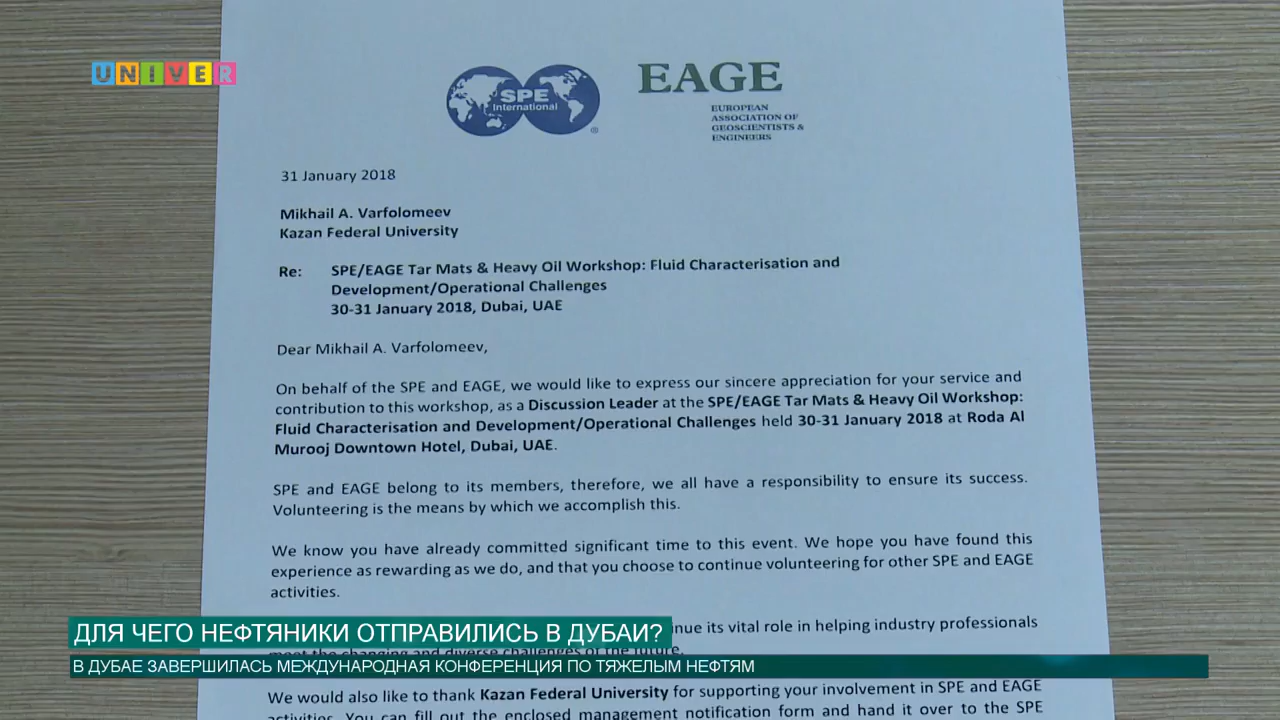 UNIVER
SPE
International
®
EAGE
EUROPEAN
ASSOCIATION OF
GEOSCIENTISTS &
ENGINEERS
31 January 2018
Mikhail A. Varfolomeev
Kazan Federal University
Re: SPE/EAGE Tar Mats & Heavy Oil Workshop: Fluid Characterisation and
Development/Operational Challenges
30-31 January 2018, Dubai, UAE
Dear Mikhail A. Varfolomeev,
On behalf of the SPE and EAGE, we would like to express our sincere appreciation for your service and
contribution to this workshop, as a Discussion Leader at the SPE/EAGE Tar Mats & Heavy Oil Workshop:
Fluid Characterisation and Development/Operational Challenges held 30-31 January 2018 at Roda Al
Murooj Downtown Hotel, Dubai, UAE.
SPE and EAGE belong to its members, therefore, we all have a responsibility to ensure its success.
Volunteering is the means by which we accomplish this.
We know you have already committed significant time to this event. We hope you have found this
experience as rewarding as we do, and that you choose to continue volunteering for other SPE and EAGE
activities.
its vital role in helping industry professionals
meet the changing and diverse challenges of the future.
ДЛЯ ЧЕГО НЕФТЯНИКИ ОТПРАВИЛИСЬ В ДУБАИ?
В ДУБАЕ ЗАВЕРШИЛАСЬ МЕЖДУНАРОДНАЯ КОНФЕРЕНЦИЯ ПО ТЯЖЕЛЫМ НЕФТЯМ
We would also like to thank Kazan Federal University for supporting your involvement in SPE and EAGE
activities. You can fill out the enclosed management notification form and hand it over to the SPE